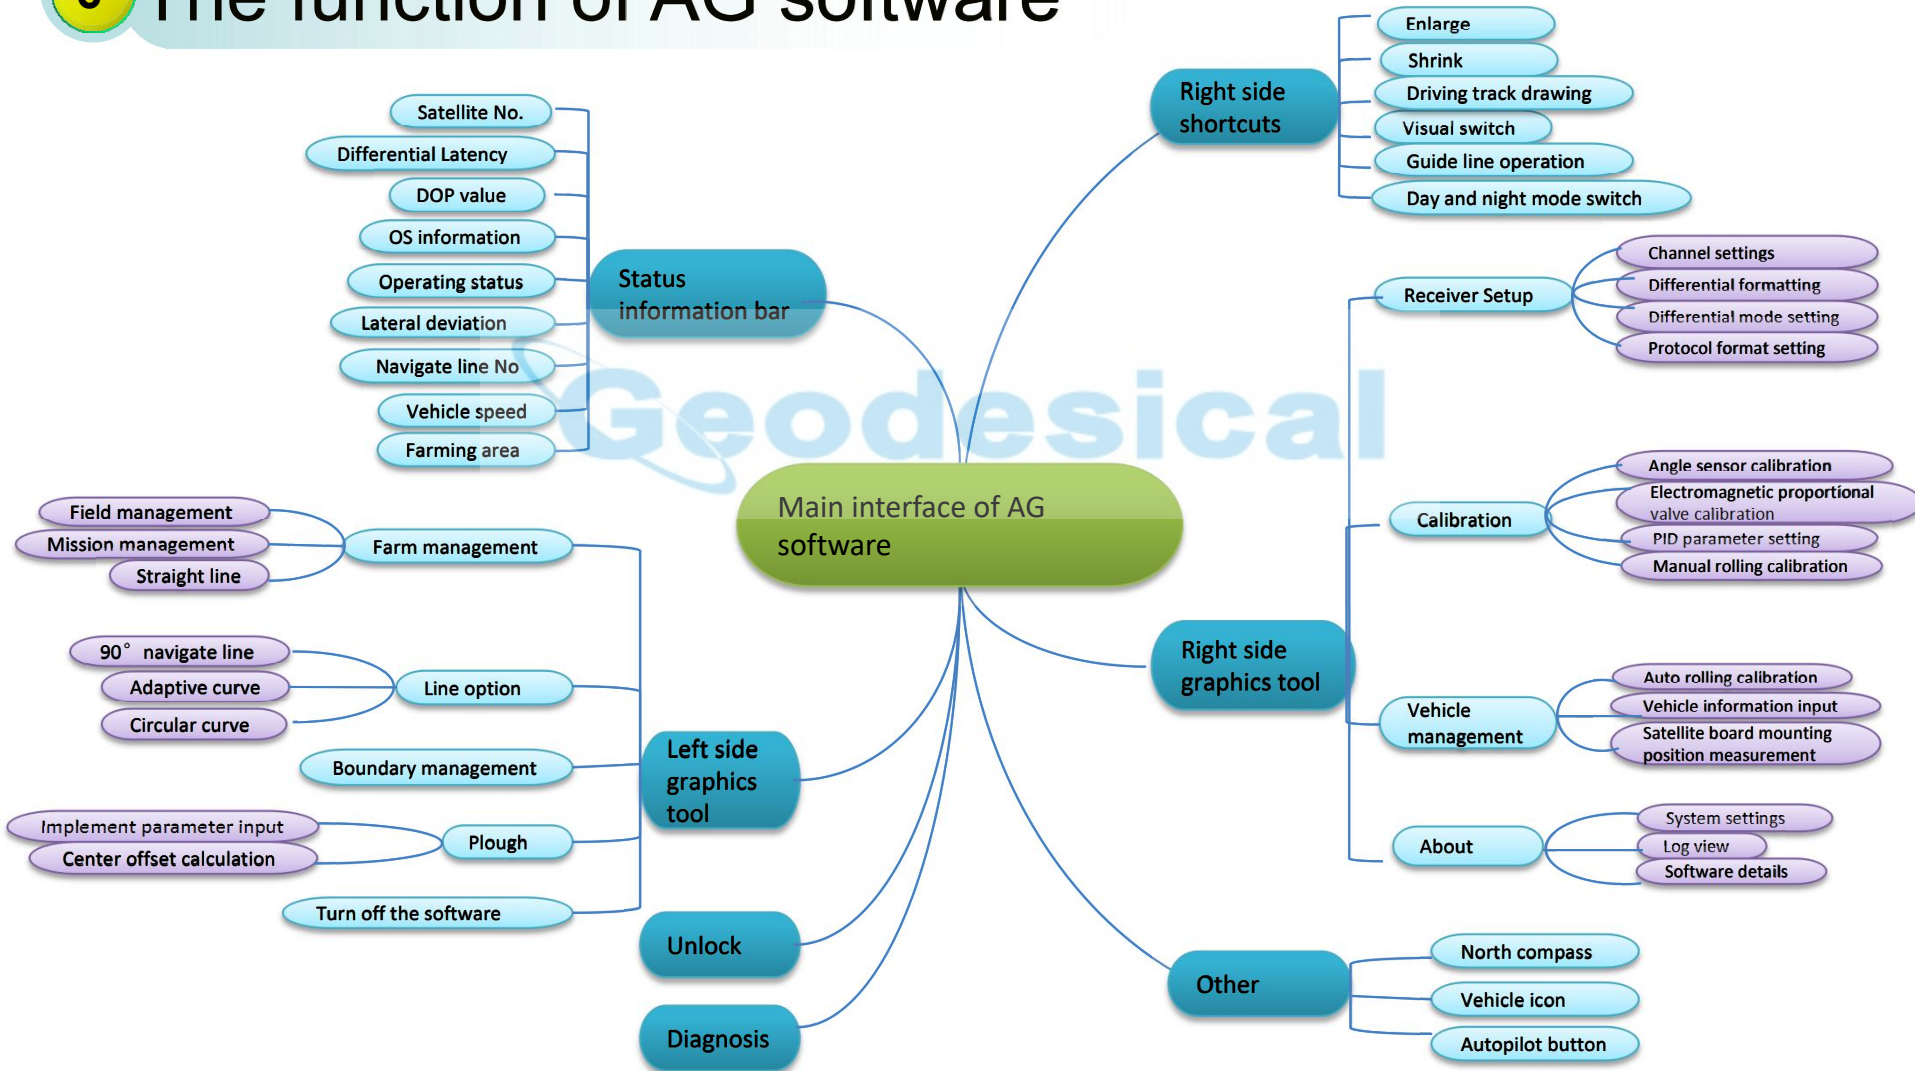 The function of AG software
Satellite No.
Differential Latency
DOP value
OS information
Operating status
Lateral deviation
Navigate line No
Vehicle speed
Farming area
Status
information bar
Right side
shortcuts
Enlarge
Shrink
Driving track drawing
Visual switch
Guide line operation
Day and night mode switch
Geodesical
Main interface of AG
software
Field management
Mission management
Straight line
Farm management
90° navigate line
Adaptive curve
Circular curve
Line option
Boundary management
Implement parameter input
Center offset calculation
Plough
Turn off the software
Left side
graphics
tool
Unlock
Diagnosis
Right side
graphics tool
Receiver Setup
Channel settings
Differential formatting
Differential mode setting
Protocol format setting
Calibration
Angle sensor calibration
Electromagnetic proportional
valve calibration
PID parameter setting
Manual rolling calibration
Vehicle
management
Auto rolling calibration
Vehicle information input
Satellite board mounting
position measurement
About
System settings
Log view
Software details
Other
North compass
Vehicle icon
Autopilot button